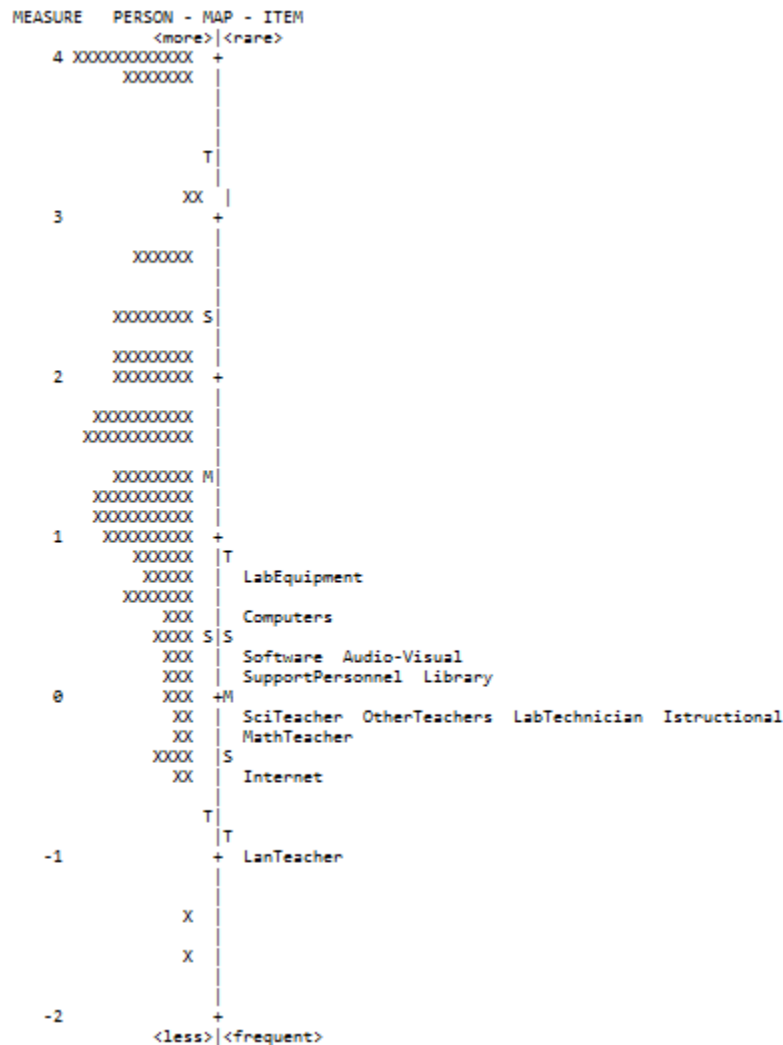 MEASURE PERSON - MAP - ITEM
<more>|<rare>
4 XXXXXXXXXXXX +
XXXXXXX |
|
|
|
T|
|
XX |
3 +
|
XXXXXX |
|
|
XXXXXXXX S|
|
XXXXXXXX |
2 XXXXXXXX +
|
XXXXXXXXXX |
XXXXXXXXXXX |
|
XXXXXXXX M|
XXXXXXXXXX |
XXXXXXXXXX |
1 XXXXXXXXX +
XXXXXX |T
XXXXX | LabEquipment
XXXXXXX |
XXX | Computers
XXXX S|S
XXX | Software Audio-Visual
XXX | SupportPersonnel Library
0 XXX +M
XX | SciTeacher OtherTeachers LabTechnician Istructional
XX | MathTeacher
XXXX |S
XX | Internet
|
T|
|T
-1 + LanTeacher
|
|
X |
|
X |
|
|
-2 +
<less>|<frequent>